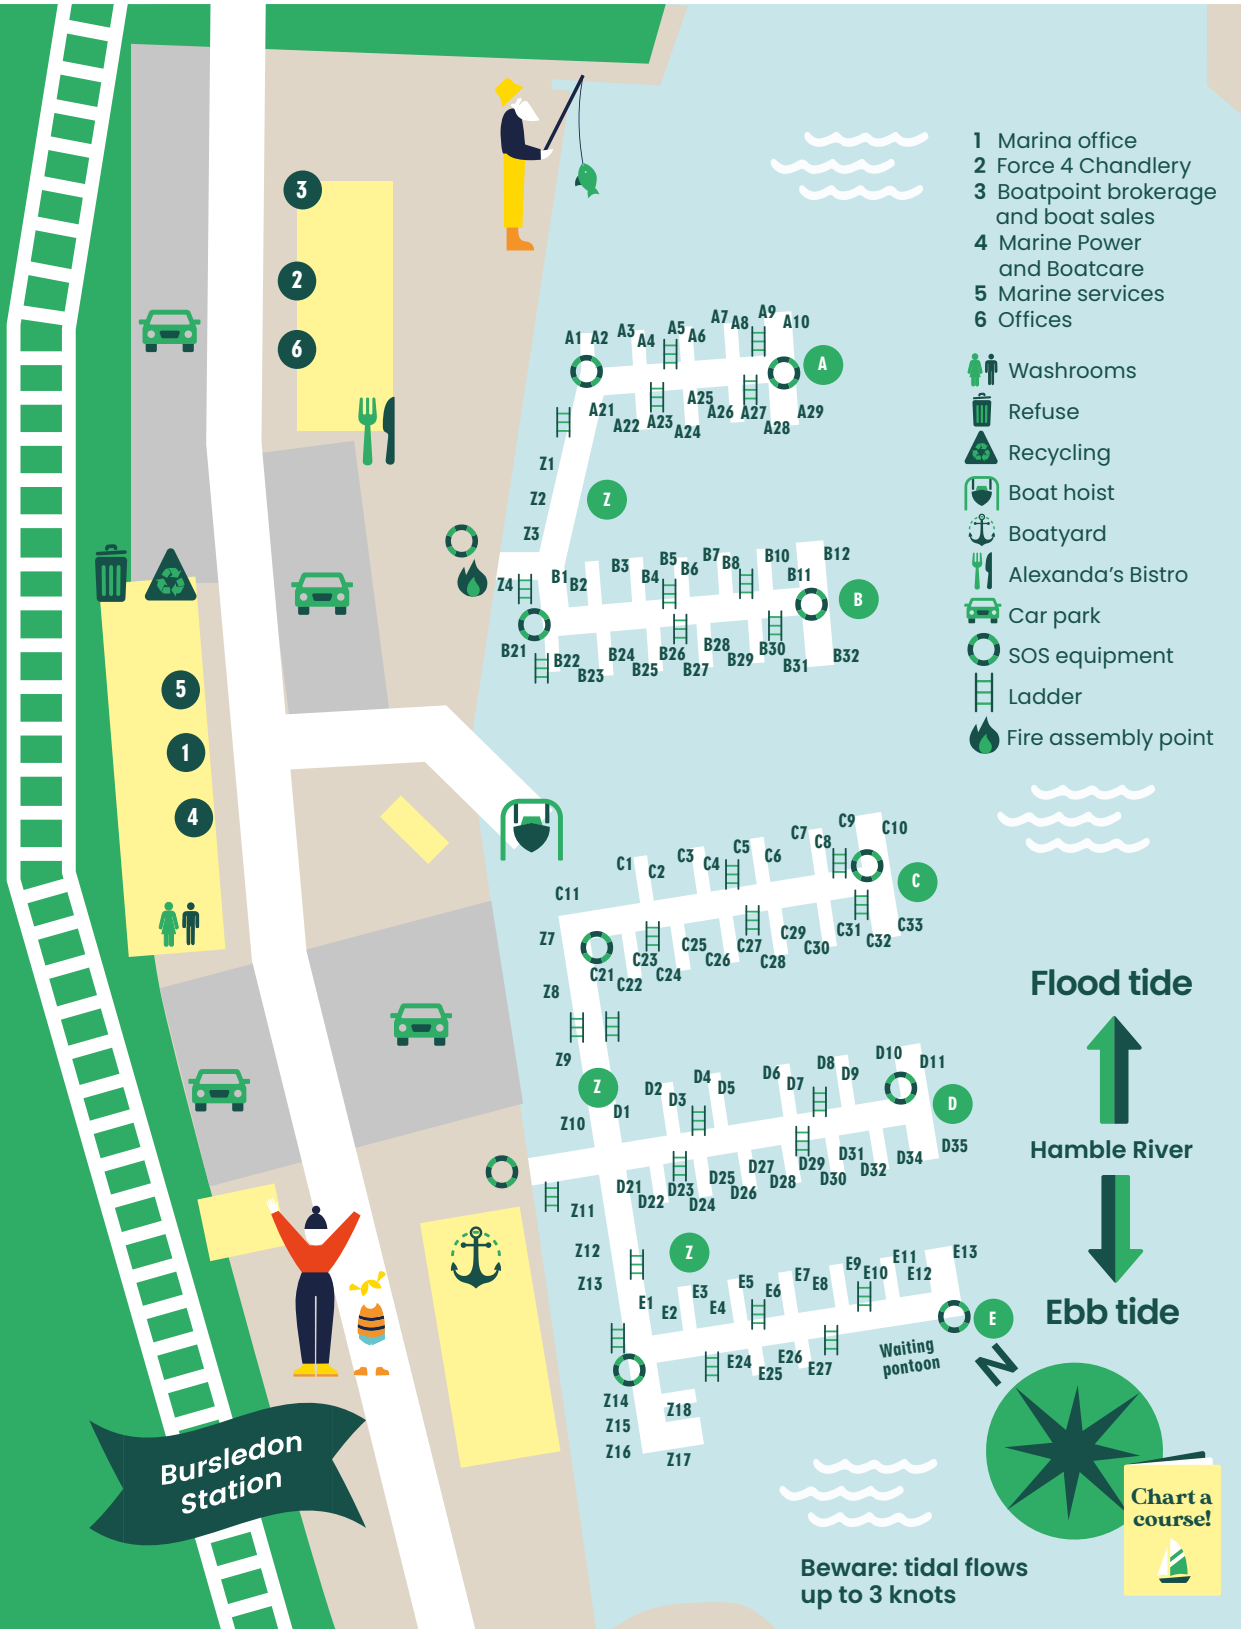 1 Marina office
2 Force 4 Chandlery
3 Boatpoint brokerage
and boat sales
4 Marine Power
and Boatcare
5 Marine services
6 Offices
Washrooms
Refuse
Recycling
Boat hoist
Boatyard
Alexanda's Bistro
Car park
SOS equipment
Ladder
Fire assembly point
3
2
6
5
1
4
A1 A2 A3 A4 A5 A6 A7 A8 A9 A10
A
A21 A22 A23 A24 A25 A26 A27 A28 A29
Z1
Z2
Z
Z3
Z4
B1 B2 B3 B4 B5 B6 B7 B8 B10 B11 B12
B
B21 B22 B23 B24 B25 B26 B27 B28 B29 B30 B31 B32
C11 C1 C2 C3 C4 C5 C6 C7 C8 C9 C10
C
C21 C22 C23 C24 C25 C26 C27 C28 C29 C30 C31 C32 C33
Z7
Z8
Z9
Z
Z10
D1 D2 D3 D4 D5 D6 D7 D8 D9 D10 D11
D
D21 D22 D23 D24 D25 D26 D27 D28 D29 D30 D31 D32 D34 D35
Z11
Z12
Z
Z13
E1 E2 E3 E4 E5 E6 E7 E8 E9 E10 E11 E12 E13
E
E24 E25 E26 E27
Waiting
pontoon
Z14
Z15
Z16
Z18
Z17
Flood tide
Hamble River
Ebb tide
N
Chart a
course!
Bursledon
Station
Beware: tidal flows
up to 3 knots